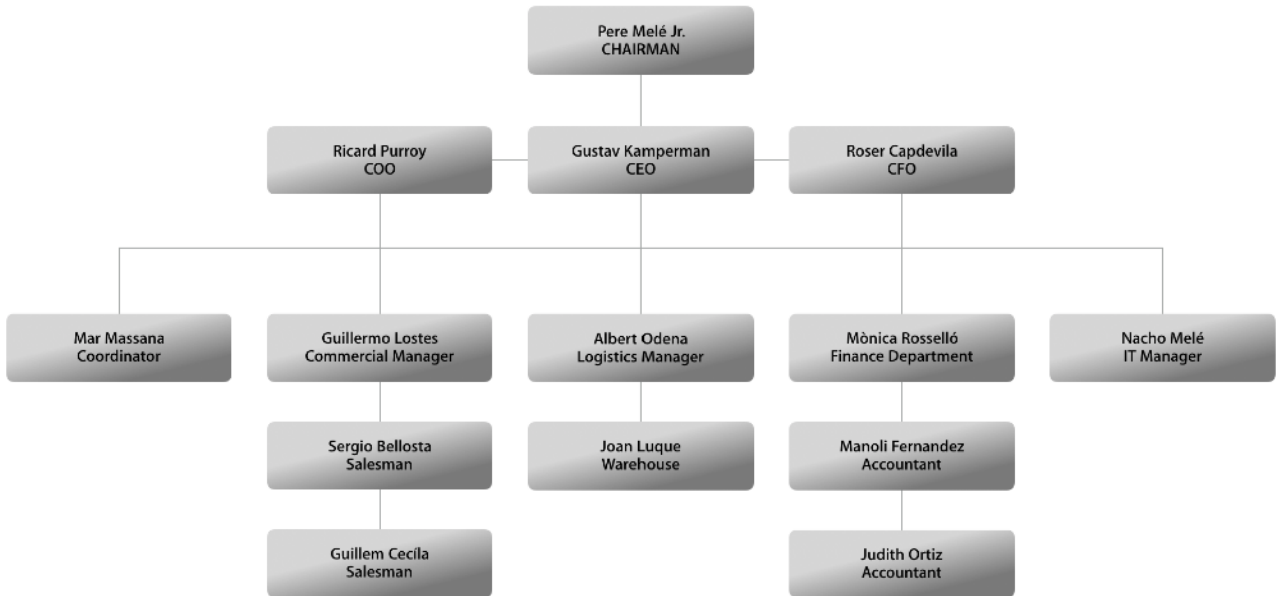 Pere Melé Jr.
CHAIRMAN
Ricard Purroy
COO
Gustav Kamperman
CEO
Roser Capdevila
CFO
Mar Massana
Coordinator
Guillermo Lostes
Commercial Manager
Albert Odena
Logistics Manager
Mònica Rosselló
Finance Department
Nacho Melé
IT Manager
Sergio Bellosta
Salesman
Joan Luque
Warehouse
Manoli Fernandez
Accountant
Guillem Cecíla
Salesman
Judith Ortiz
Accountant